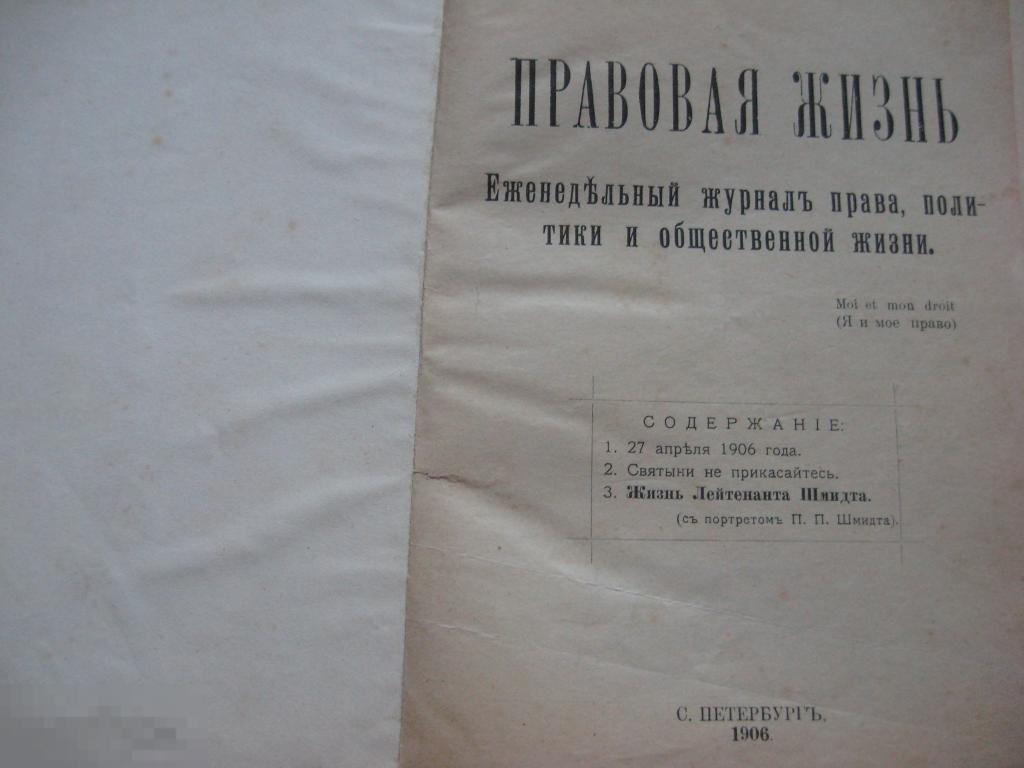 ПРАВОВАЯ ЖИЗНЬ
Еженедѣльный журналъ права, поли-
тики и общественной жизни.
Moi et mon droit
(Я и мое право)
СОДЕРЖАНІЕ:
1. 27 апрѣля 1906 года.
2. Святыни не прикасайтесь.
3. Жизнь Лейтенанта Шмидта.
(съ портретомъ П. П. Шмидта).
С. ПЕТЕРБУРГЪ.
1906.